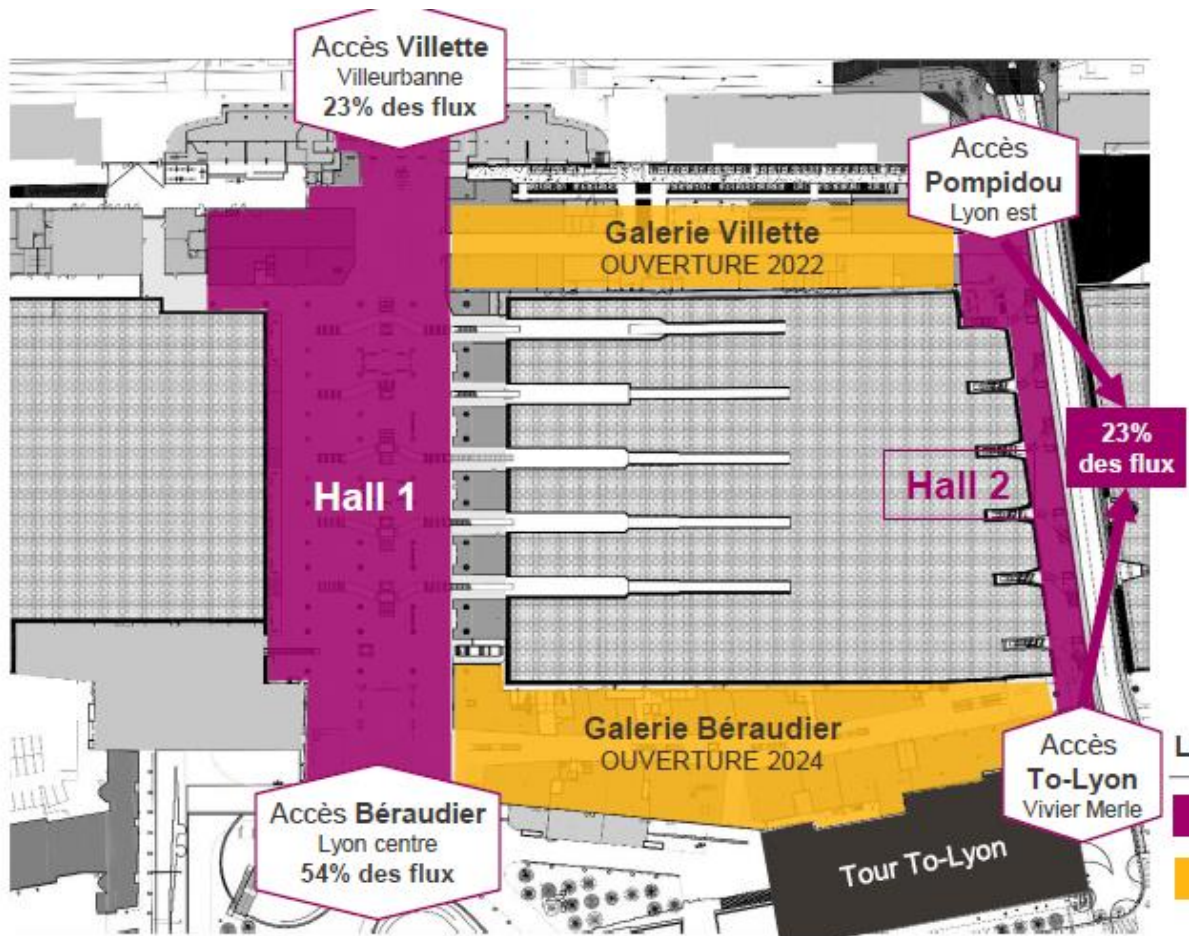 Accès Villette
Villeurbanne
23% des flux
Accès
Pompidou
Lyon est
Galerie Villette
OUVERTURE 2022
23%
des flux
Hall 1
Hall 2
Galerie Béraudier
OUVERTURE 2024
Accès
To-Lyon
Vivier Merle
L
Accès Béraudier
Lyon centre
54% des flux
Tour To-Lyon